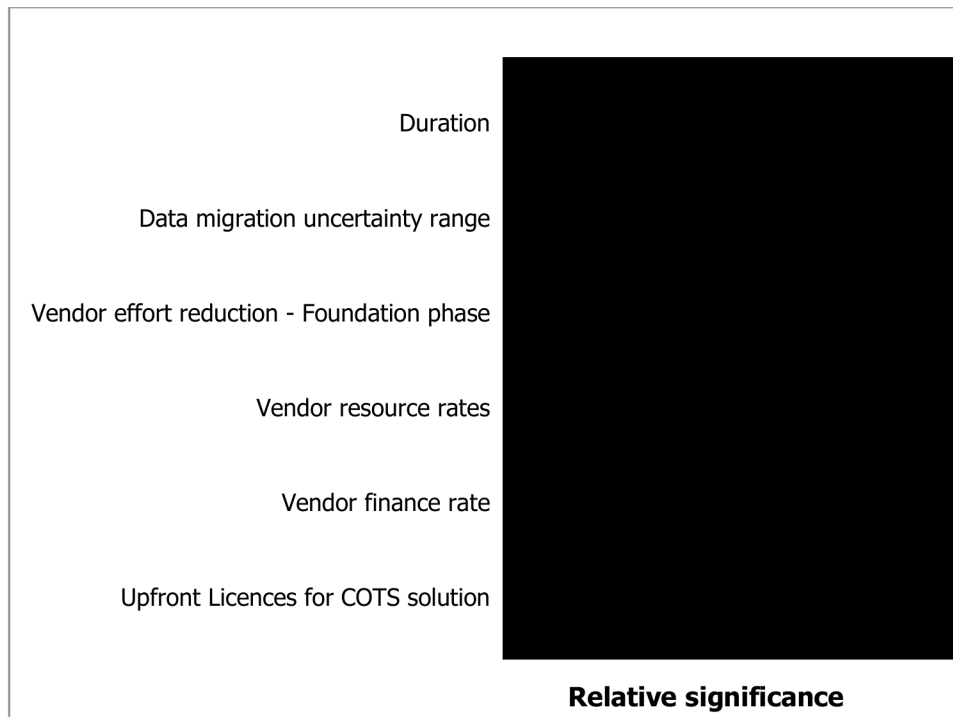 Duration
Data migration uncertainty range
Vendor effort reduction - Foundation phase
Vendor resource rates
Vendor finance rate
Upfront Licences for COTS solution
Relative significance